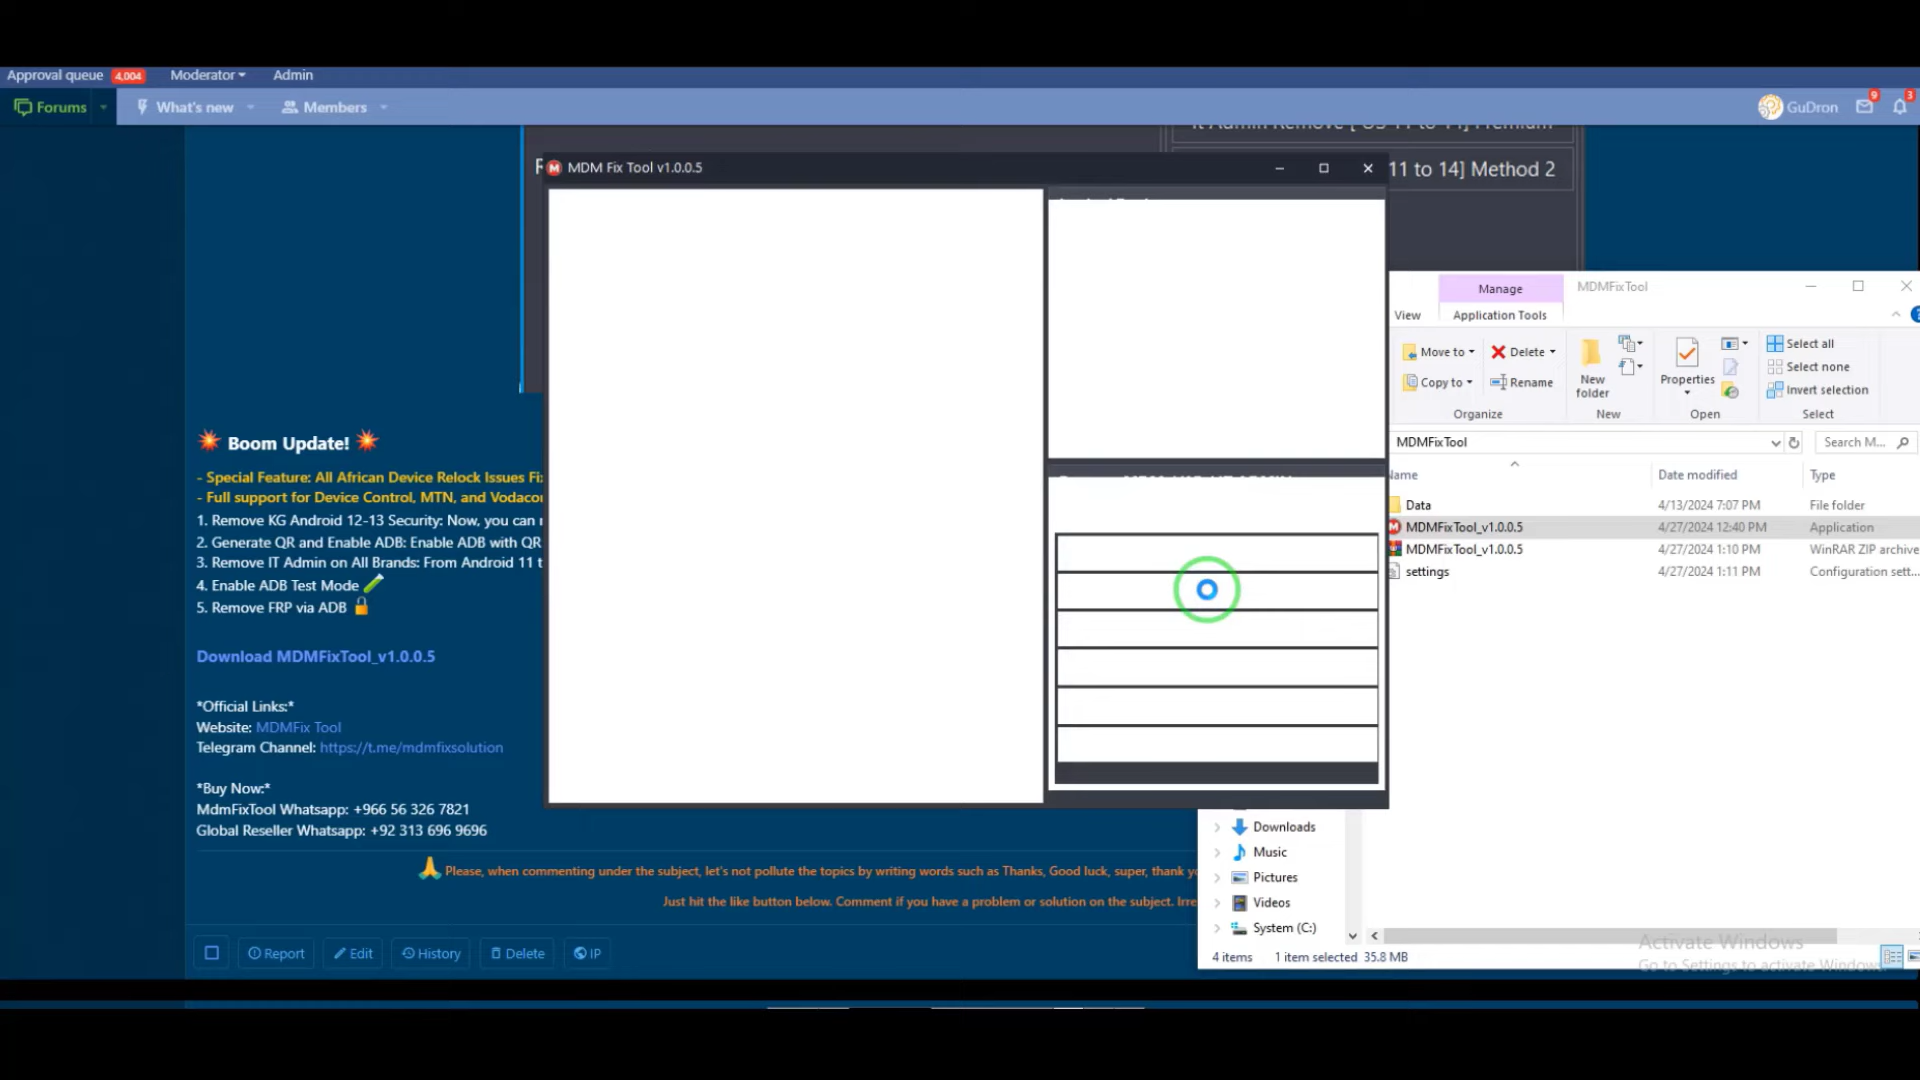 Approval queue 4,004 Moderator Admin
Forums What's new Members GuDron 9 3
11 to 14] Method 2
MDM Fix Tool v1.0.0.5
Manage MDMFixTool
View Application Tools
Move to Delete New folder Properties Select all
Copy to Rename Select none
Invert selection
Organize New Open Select
MDMFixTool Search M...
Name Date modified Type
Data 4/13/2024 7:07 PM File folder
MDMFixTool_v1.0.0.5 4/27/2024 12:40 PM Application
MDMFixTool_v1.0.0.5 4/27/2024 1:10 PM WinRAR ZIP archive
settings 4/27/2024 1:11 PM Configuration sett...
Boom Update!
- Special Feature: All African Device Relock Issues Fi
- Full support for Device Control, MTN, and Vodaco
1. Remove KG Android 12-13 Security: Now, you can
2. Generate QR and Enable ADB: Enable ADB with QR
3. Remove IT Admin on All Brands: From Android 11 t
4. Enable ADB Test Mode
5. Remove FRP via ADB
Download MDMFixTool_v1.0.0.5
*Official Links:*
Website: MDMFix Tool
Telegram Channel: https://t.me/mdmfixsolution
*Buy Now:*
MdmFixTool Whatsapp: +966 56 326 7821
Global Reseller Whatsapp: +92 313 696 9696
Please, when commenting under the subject, let's not pollute the topics by writing words such as Thanks, Good luck, super, thank y
Just hit the like button below. Comment if you have a problem or solution on the subject. Irre
Report Edit History Delete IP
Downloads
Music
Pictures
Videos
System (C:)
4 items 1 item selected 35.8 MB
Activate Windows
Go to Settings to activate Windows.